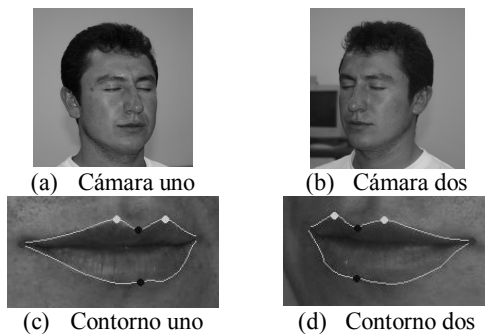 (a) Cámara uno
(b) Cámara dos
(c) Contorno uno
(d) Contorno dos